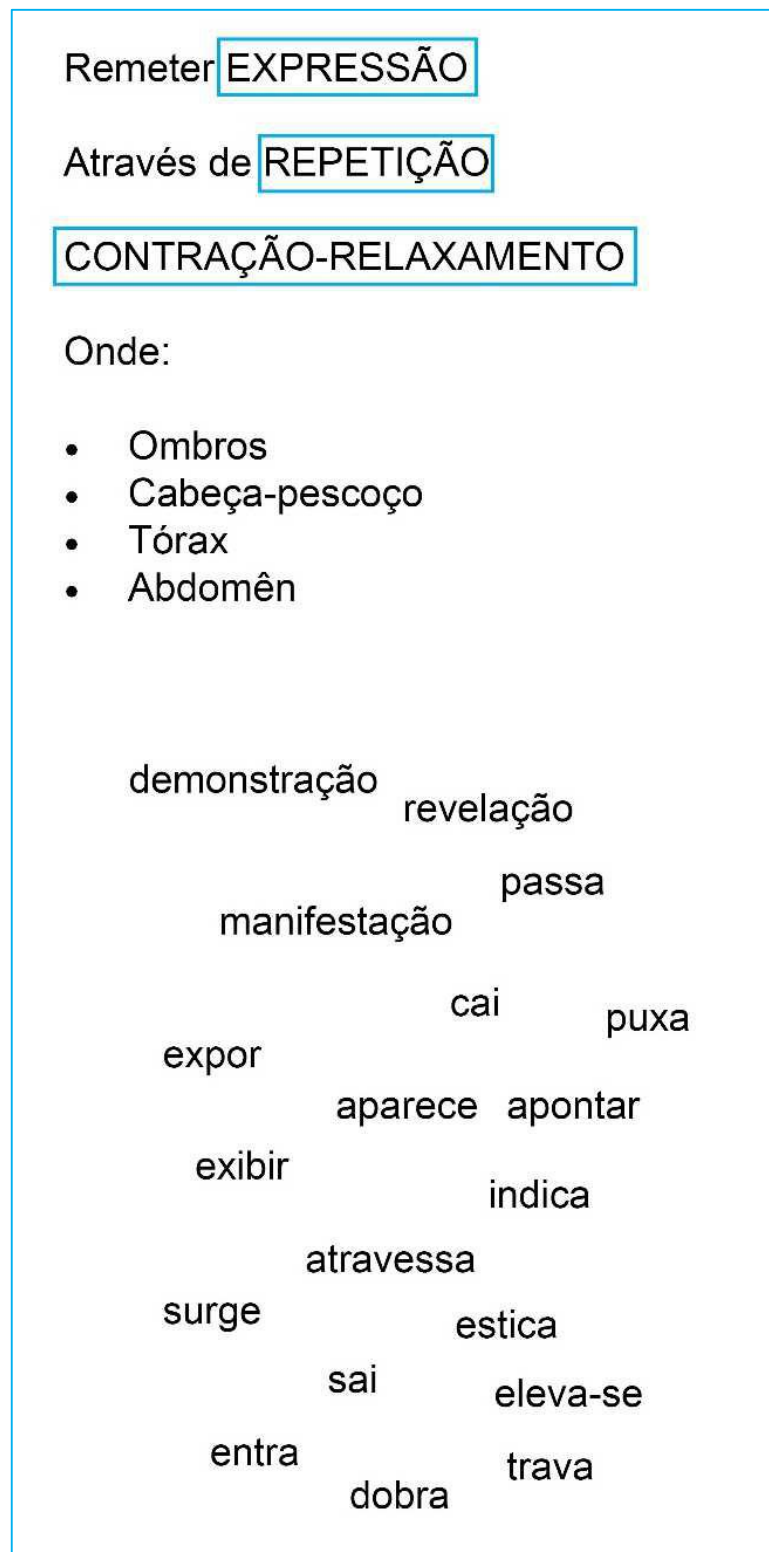 Remeter EXPRESSÃO
Através de REPETIÇÃO
CONTRAÇÃO-RELAXAMENTO
Onde:
• Ombros
• Cabeça-pescoço
• Tórax
• Abdomên
demonstração
revelação
passa
manifestação
cai
puxa
expor
aparece apontar
exibir
indica
atravessa
surge
estica
sai
eleva-se
entra
trava
dobra